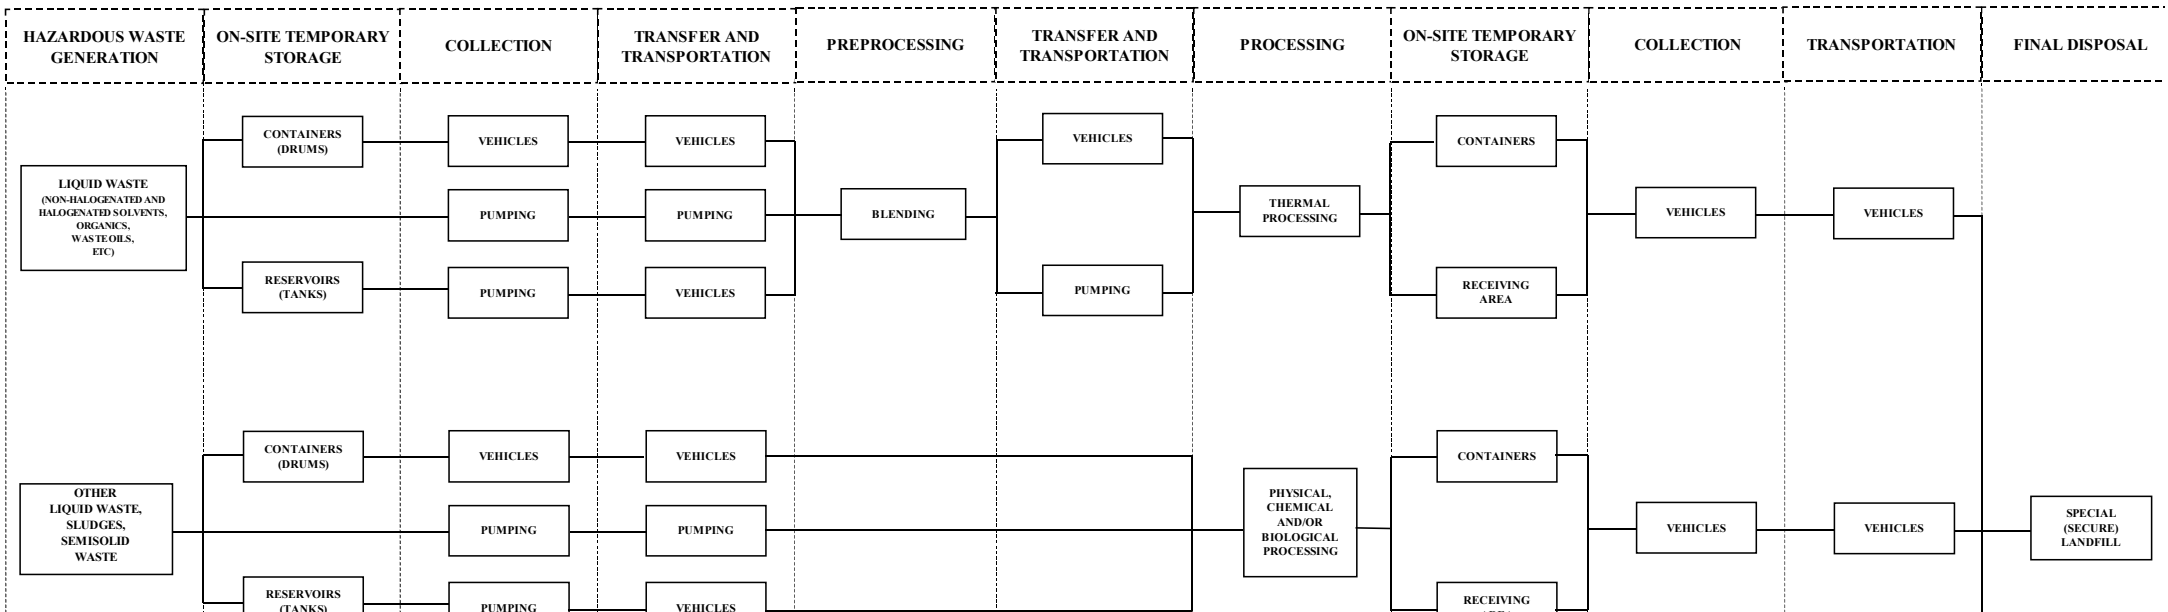 HAZARDOUS WASTE
GENERATION
ON-SITE TEMPORARY
STORAGE
COLLECTION
TRANSFER AND
TRANSPORTATION
PREPROCESSING
TRANSFER AND
TRANSPORTATION
PROCESSING
ON-SITE TEMPORARY
STORAGE
COLLECTION
TRANSPORTATION
FINAL DISPOSAL
LIQUID WASTE
(NON-HALOGENATED AND
HALOGENATED SOLVENTS,
ORGANICS,
WASTE OILS,
ETC)
CONTAINERS
(DRUMS)
VEHICLES
VEHICLES
PUMPING
PUMPING
RESERVOIRS
(TANKS)
PUMPING
VEHICLES
BLENDING
VEHICLES
PUMPING
THERMAL
PROCESSING
CONTAINERS
RECEIVING
AREA
VEHICLES
VEHICLES
OTHER
LIQUID WASTE,
SLUDGES,
SEMISOLID
WASTE
CONTAINERS
(DRUMS)
VEHICLES
VEHICLES
PUMPING
PUMPING
RESERVOIRS
(TANKS)
PUMPING
VEHICLES
PHYSICAL,
CHEMICAL
AND/OR
BIOLOGICAL
PROCESSING
CONTAINERS
RECEIVING
VEHICLES
VEHICLES
SPECIAL
(SECURE)
LANDFILL